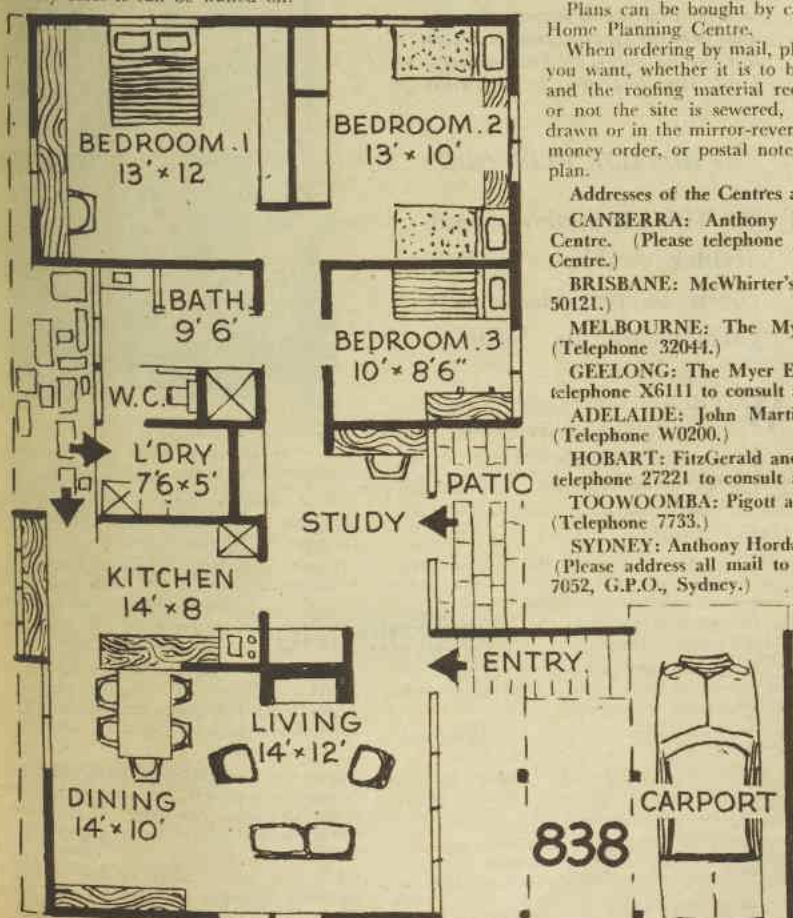 Plans can be bought by
Home Planning Centre.
When ordering by mail,
you want, whether it is to
and the roofing material
or not the site is sewered,
drawn or in the mirror-
money order, or postal note
plan.
Addresses of the Centres
CANBERRA: Anthony
Centre. (Please telephone
Centre.)
BRISBANE: McWhirter's
50121.)
MELBOURNE: The
(Telephone 32044.)
GEELONG: The Myer
telephone X6111 to consult
ADELAIDE: John
(Telephone W0200.)
HOBART: FitzGerald and
telephone 27221 to consult
TOOWOOMBA: Pigott
(Telephone 7733.)
SYDNEY: Anthony
(Please address all mail to
7052, G.P.O., Sydney.)
BEDROOM.1
13'×12
BEDROOM.2
13'×10'
BATH.
9' 6'
BEDROOM.3
10'×8'6"
W.C.
L'DRY
7'6×5'
PATIO
STUDY
KITCHEN
14'×8
ENTRY.
LIVING
14'×12'
DINING
14'×10'
CARPORT
838